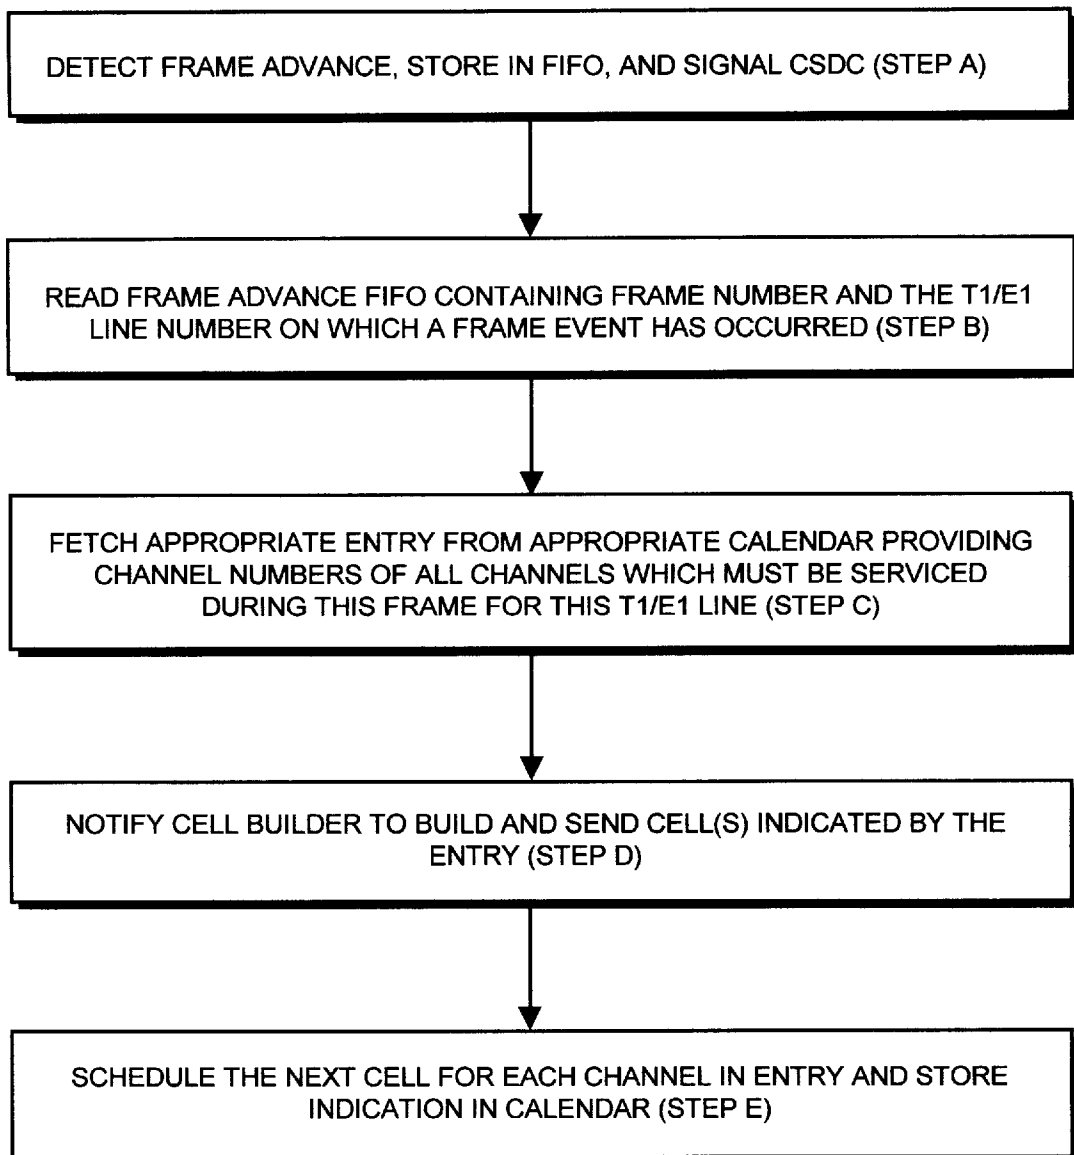 DETECT FRAME ADVANCE, STORE IN FIFO, AND SIGNAL CSDC (STEP A)
READ FRAME ADVANCE FIFO CONTAINING FRAME NUMBER AND THE T1/E1
LINE NUMBER ON WHICH A FRAME EVENT HAS OCCURRED (STEP B)
FETCH APPROPRIATE ENTRY FROM APPROPRIATE CALENDAR PROVIDING
CHANNEL NUMBERS OF ALL CHANNELS WHICH MUST BE SERVICED
DURING THIS FRAME FOR THIS T1/E1 LINE (STEP C)
NOTIFY CELL BUILDER TO BUILD AND SEND CELL(S) INDICATED BY THE
ENTRY (STEP D)
SCHEDULE THE NEXT CELL FOR EACH CHANNEL IN ENTRY AND STORE
INDICATION IN CALENDAR (STEP E)